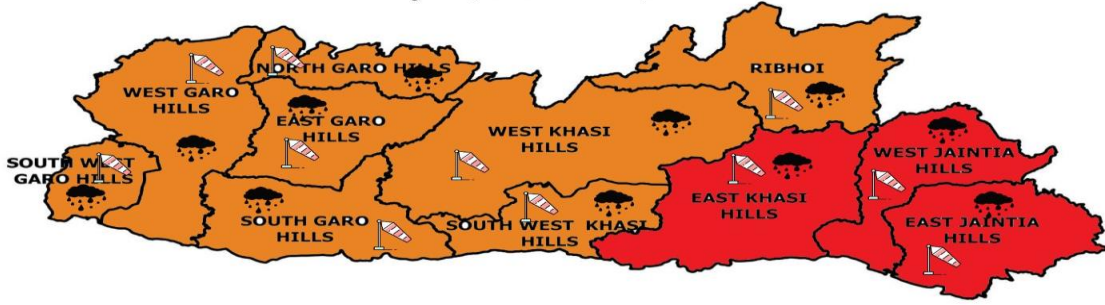 NORTH GARO HILLS
RIBHOI
WEST GARO
HILLS
EAST GARO
HILLS
WEST KHASI
HILLS
SOUTH WEST
GARO HILLS
WEST JAINTIA
HILLS
EAST KHASI
HILLS
SOUTH GARO
HILLS
SOUTH WEST KHASI
HILLS
EAST JAINTIA
HILLS